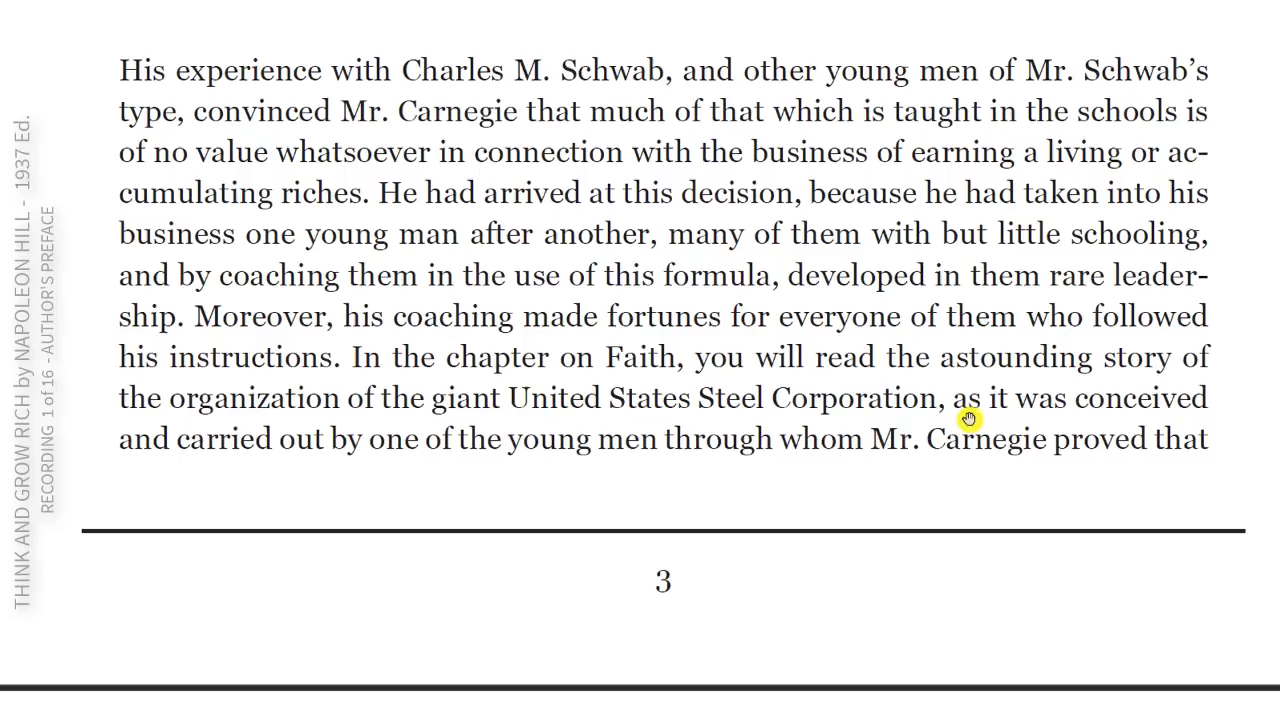 His experience with Charles M. Schwab, and other young men of Mr. Schwab’s
type, convinced Mr. Carnegie that much of that which is taught in the schools is
of no value whatsoever in connection with the business of earning a living or ac-
cumulating riches. He had arrived at this decision, because he had taken into his
business one young man after another, many of them with but little schooling,
and by coaching them in the use of this formula, developed in them rare leader-
ship. Moreover, his coaching made fortunes for everyone of them who followed
his instructions. In the chapter on Faith, you will read the astounding story of
the organization of the giant United States Steel Corporation, as it was conceived
and carried out by one of the young men through whom Mr. Carnegie proved that
3
THINK AND GROW RICH by NAPOLEON HILL - 1937 Ed.
RECORDING 1 of 16 - AUTHOR'S PREFACE